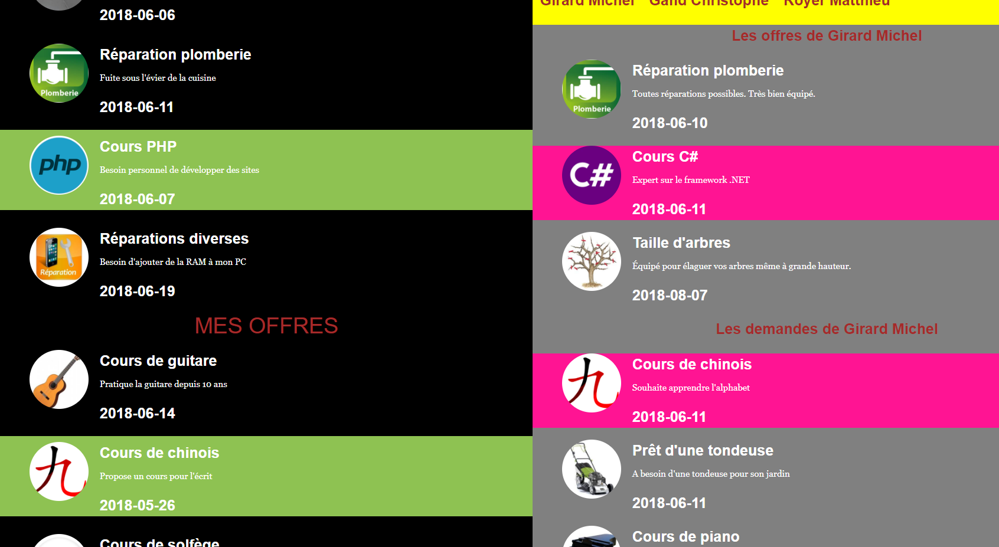 2018-06-06
Plomberie
Réparation plomberie
Fuite sous l'évier de la cuisine
2018-06-11
php
Cours PHP
Besoin personnel de développer des sites
2018-06-07
Réparation
Réparations diverses
Besoin d'ajouter de la RAM à mon PC
2018-06-19
MES OFFRES
Cours de guitare
Pratique la guitare depuis 10 ans
2018-06-14
九
Cours de chinois
Propose un cours pour l'écrit
2018-05-26
Cours de solfège
Girard Michel Gand Christophe Royer Matthieu
Les offres de Girard Michel
Plomberie
Réparation plomberie
Toutes réparations possibles. Très bien équipé.
2018-06-10
C#
Cours C#
Expert sur le framework .NET
2018-06-11
Taille d'arbres
Équipé pour élaguer vos arbres même à grande hauteur.
2018-08-07
Les demandes de Girard Michel
九
Cours de chinois
Souhaite apprendre l'alphabet
2018-06-11
Prêt d'une tondeuse
A besoin d'une tondeuse pour son jardin
2018-06-11
Cours de piano